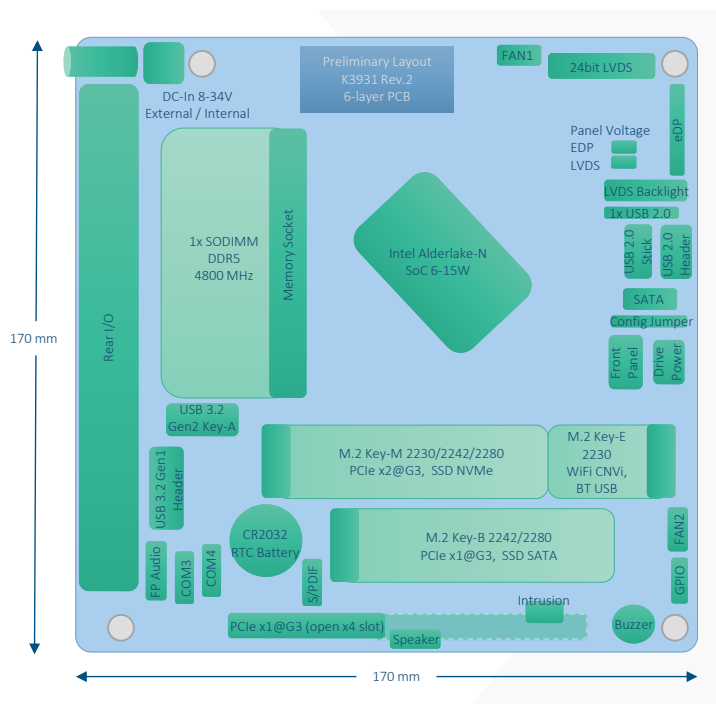 Preliminary Layout
K3931 Rev.2
6-layer PCB
FAN1
24bit LVDS
DC-In 8-34V
External / Internal
Panel Voltage
EDP
LVDS
eDP
LVDS Backlight
1x USB 2.0
USB 2.0
Stick
USB 2.0
Header
1x SODIMM
DDR5
4800 MHz
Memory Socket
Intel Alderlake-N
SoC 6-15W
SATA
Config Jumper
Front
Panel
Drive
Power
Rear I/O
170 mm
USB 3.2
Gen2 Key-A
M.2 Key-M 2230/2242/2280
PCIe x2@G3, SSD NVMe
M.2 Key-E
2230
WiFi CNVi,
BT USB
USB 3.2 Gen1
Header
CR2032
RTC Battery
M.2 Key-B 2242/2280
PCIe x1@G3, SSD SATA
FAN2
FP Audio
COM3
COM4
S/PDIF
GPIO
Intrusion
PCIe x1@G3 (open x4 slot)
Speaker
Buzzer
170 mm